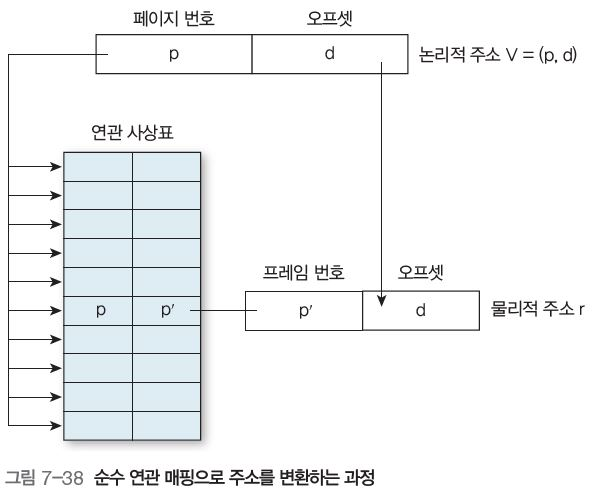 페이지 번호 오프셋
p d 논리적 주소 V = (p, d)
연관 사상표
프레임 번호 오프셋
p p′ p′ d 물리적 주소 r
그림 7-38 순수 연관 매핑으로 주소를 변환하는 과정